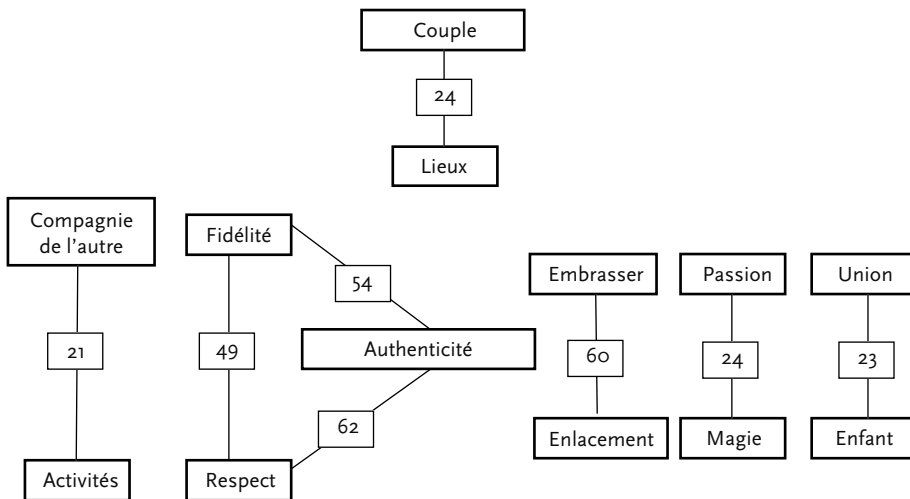 Couple
24
Lieux
Compagnie
de l'autre
Fidélité
54
Embrasser
Passion
Union
21
49
Authenticité
60
24
23
62
Enlacement
Magie
Enfant
Activités
Respect